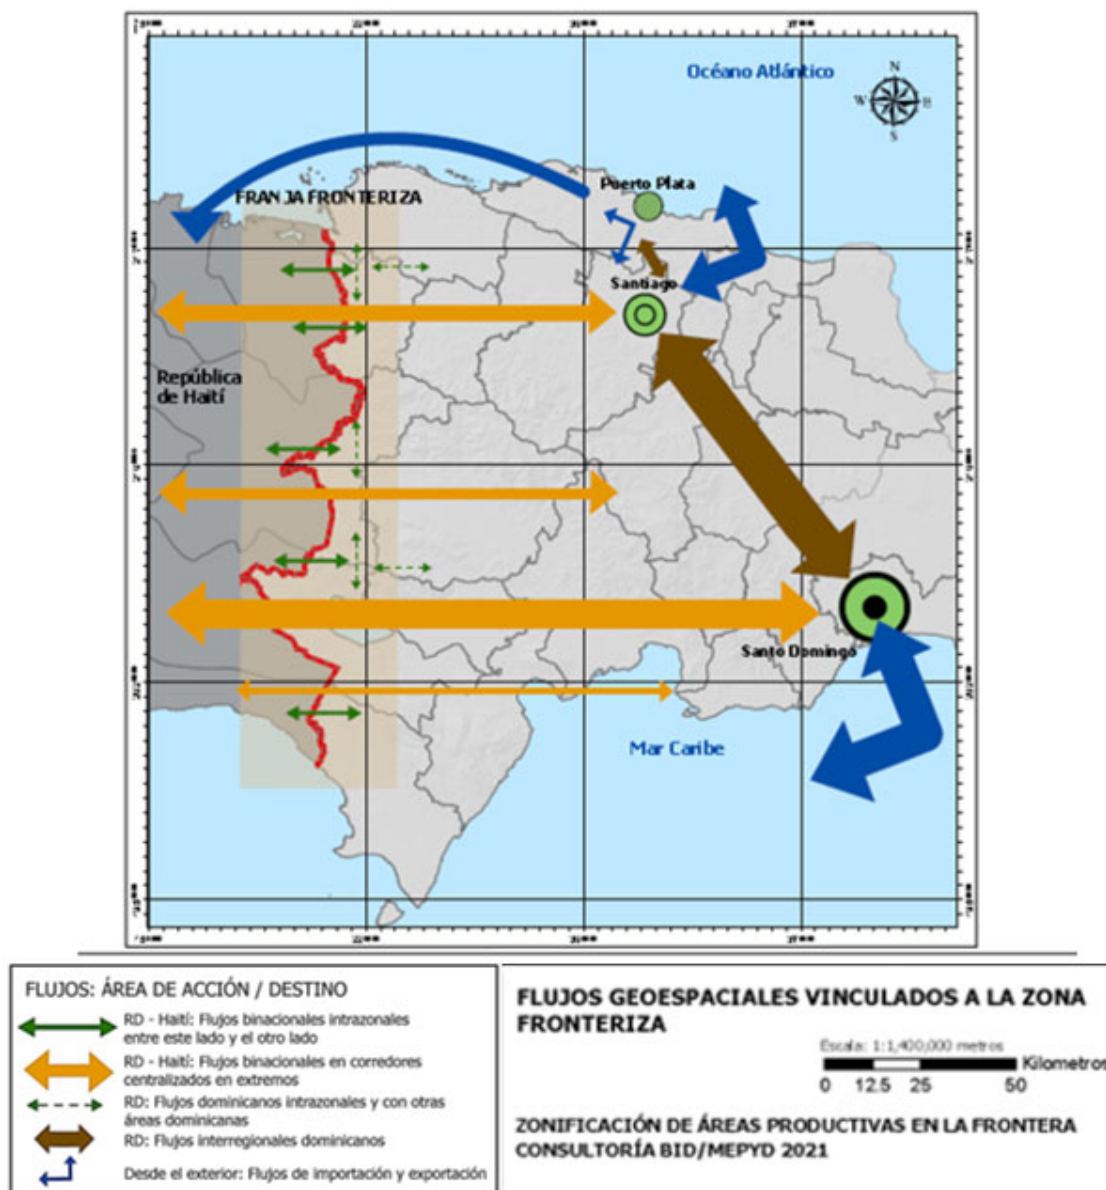 Océano Atlántico
N
W
S
Puerto Plata
FRANJA FRONTERIZA
Santiago
República
de Haití
Santo Domingo
Mar Caribe
FLUJOS: ÁREA DE ACCIÓN / DESTINO
RD - Haití: Flujos binacionales intrazonales
entre este lado y el otro lado
RD - Haití: Flujos binacionales en corredores
centralizados en extremos
RD: Flujos dominicanos intrazonales y con otras
áreas dominicanas
RD: Flujos interregionales dominicanos
Desde el exterior: Flujos de importación y exportación
FLUJOS GEOESPACIALES VINCULADOS A LA ZONA
FRONTERIZA
Escala: 1:1,400,000 metros
Kilometros
0 12.5 25 50
ZONIFICACIÓN DE ÁREAS PRODUCTIVAS EN LA FRONTERA
CONSULTORÍA BID/MEPYD 2021